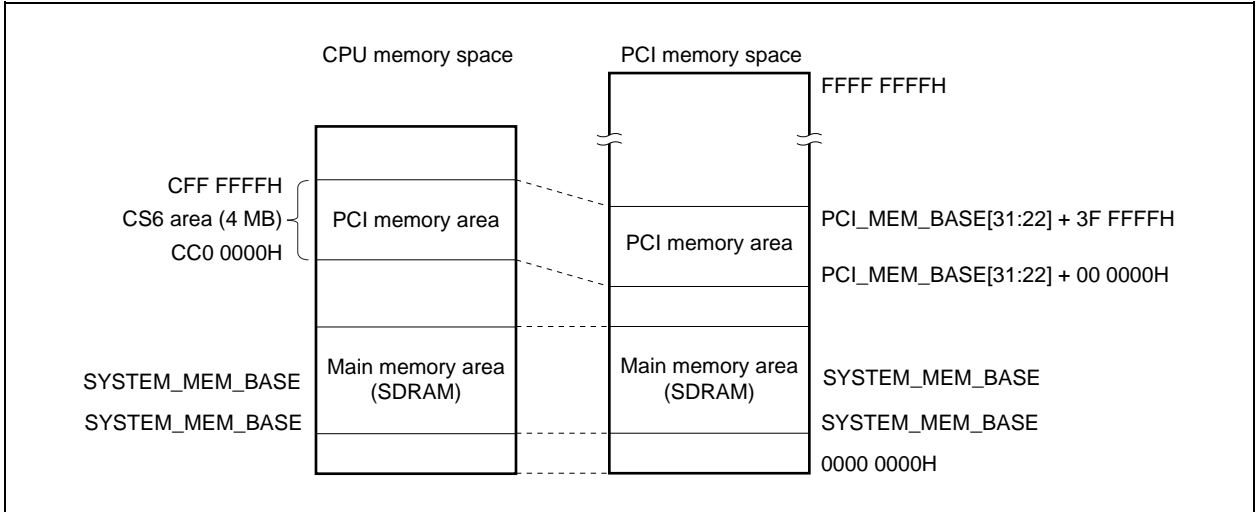 CPU memory space
PCI memory space
FFFF FFFFH
CFF FFFFH
CS6 area (4 MB)
CC0 0000H
PCI memory area
PCI memory area
PCI_MEM_BASE[31:22] + 3F FFFFH
PCI_MEM_BASE[31:22] + 00 0000H
SYSTEM_MEM_BASE
SYSTEM_MEM_BASE
Main memory area
(SDRAM)
Main memory area
(SDRAM)
SYSTEM_MEM_BASE
SYSTEM_MEM_BASE
0000 0000H